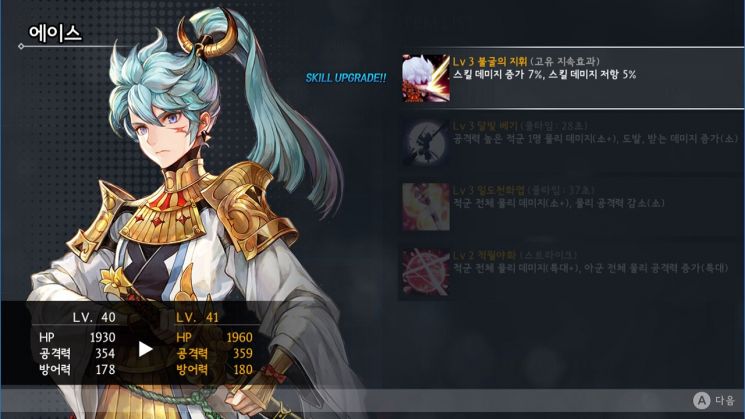 에이스
SKILL UPGRADE!!
Lv 3 불굴의 지휘 (고유 지속효과)
스킬 데미지 증가 7%, 스킬 데미지 저항 5%
Lv 3 달빛 베기 (쿨타임: 28초)
공격력 높은 적군 1명 물리 데미지(소+), 도발, 받는 데미지 증가(소)
Lv 3 일도천화엽 (쿨타임: 37초)
적군 전체 물리 데미지(소+), 물리 공격력 감소(소)
Lv 2 적월야화 (스트라이크)
적군 전체 물리 데미지(특대+), 아군 전체 물리 공격력 증가(특대)
LV. 40
HP 1930
공격력 354
방어력 178
LV. 41
HP 1960
공격력 359
방어력 180
A 다음